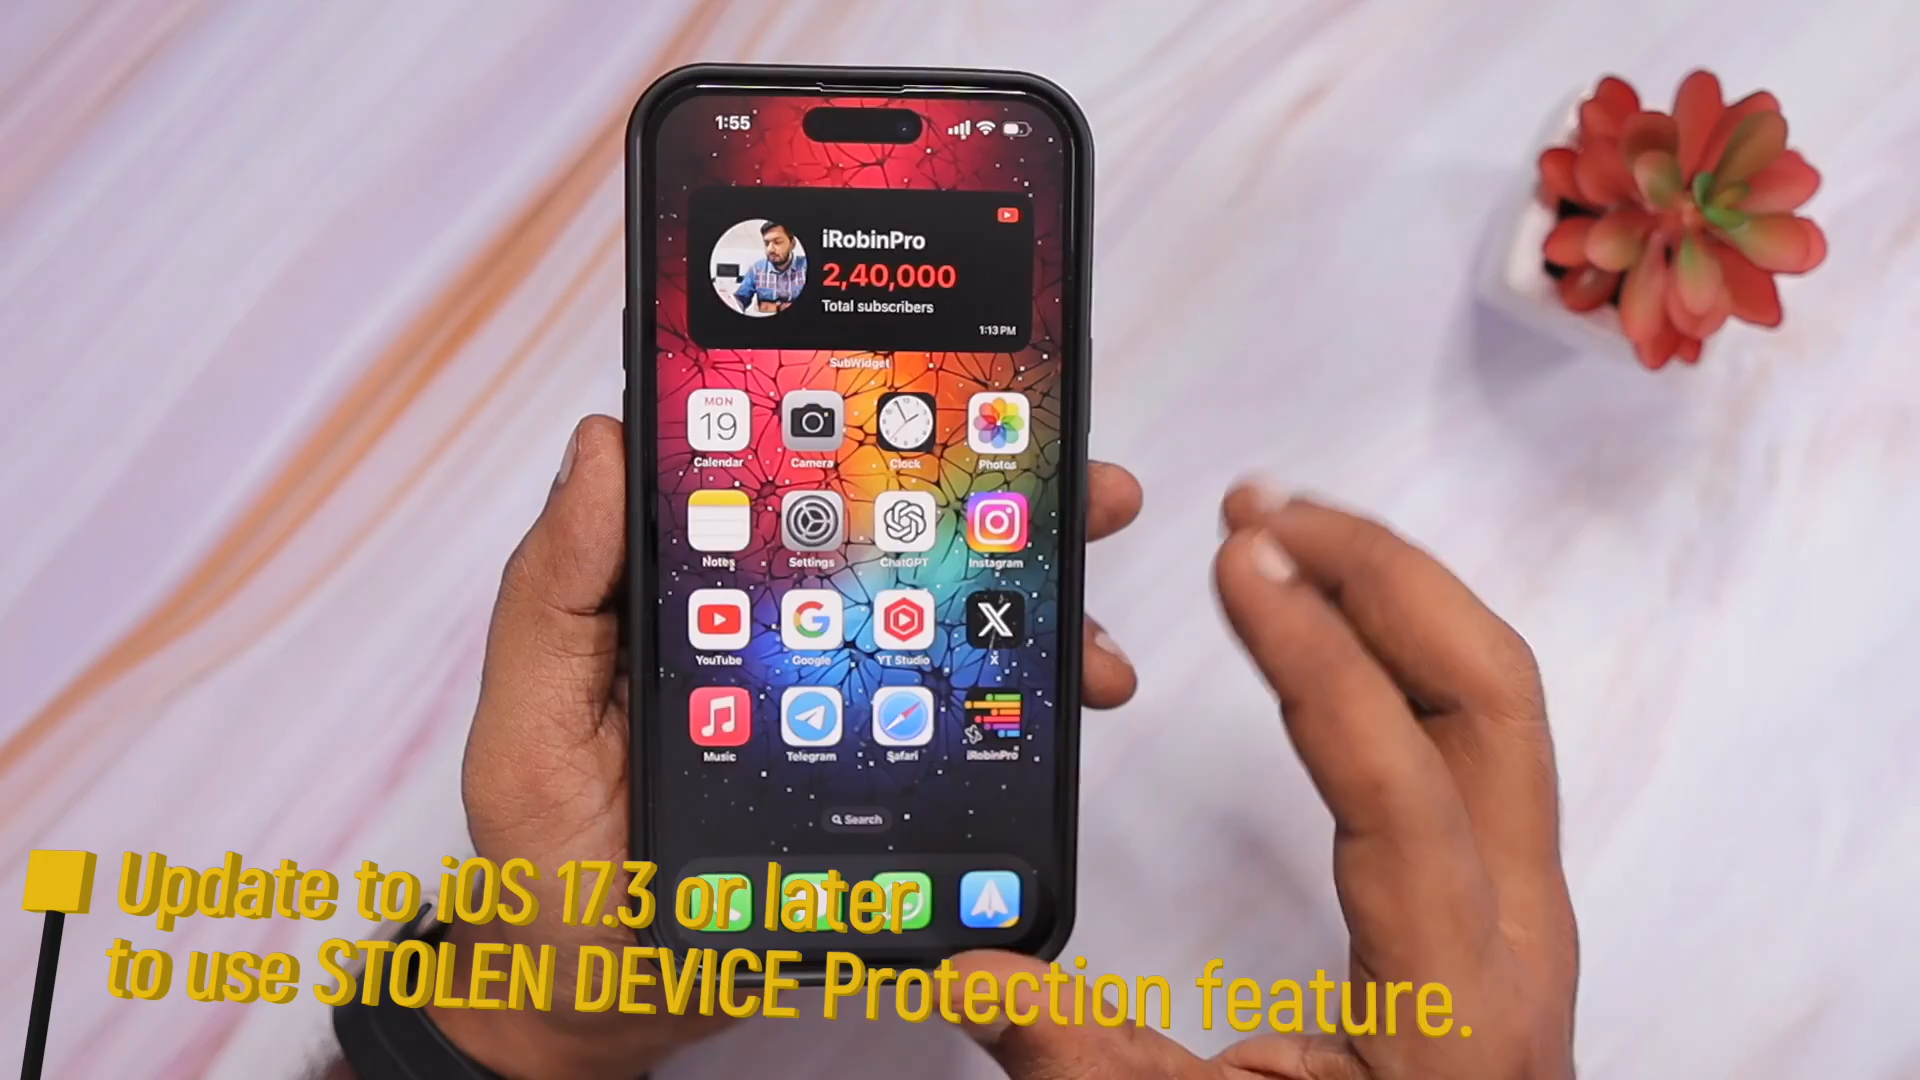 1:55
iRobinPro
2,40,000
Total subscribers
1:13 PM
SubWidget
MON
19
Calendar
Camera
Clock
Photos
Notes
Settings
ChatGPT
Instagram
YouTube
Google
YT Studio
X
Music
Telegram
Safari
iRobinPro
Search
Update to iOS 17.3 or later
to use STOLEN DEVICE Protection feature.